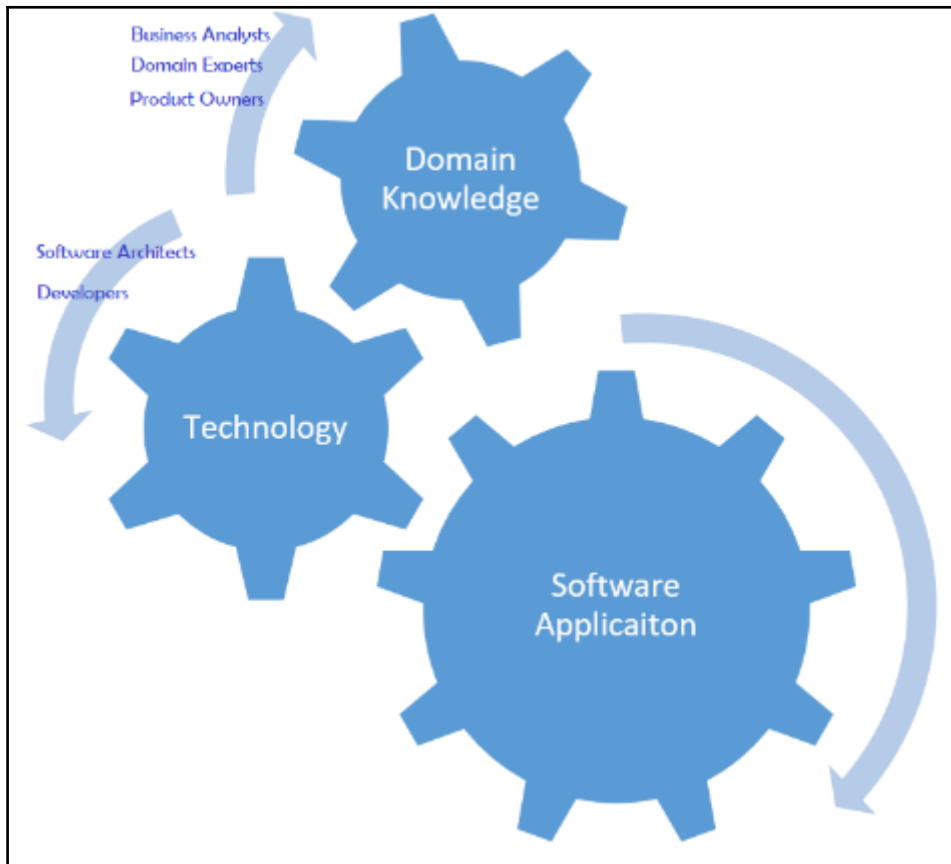 Business Analysts
Domain Experts
Product Owners
Domain
Knowledge
Software Architects
Developers
Technology
Software
Applicaiton